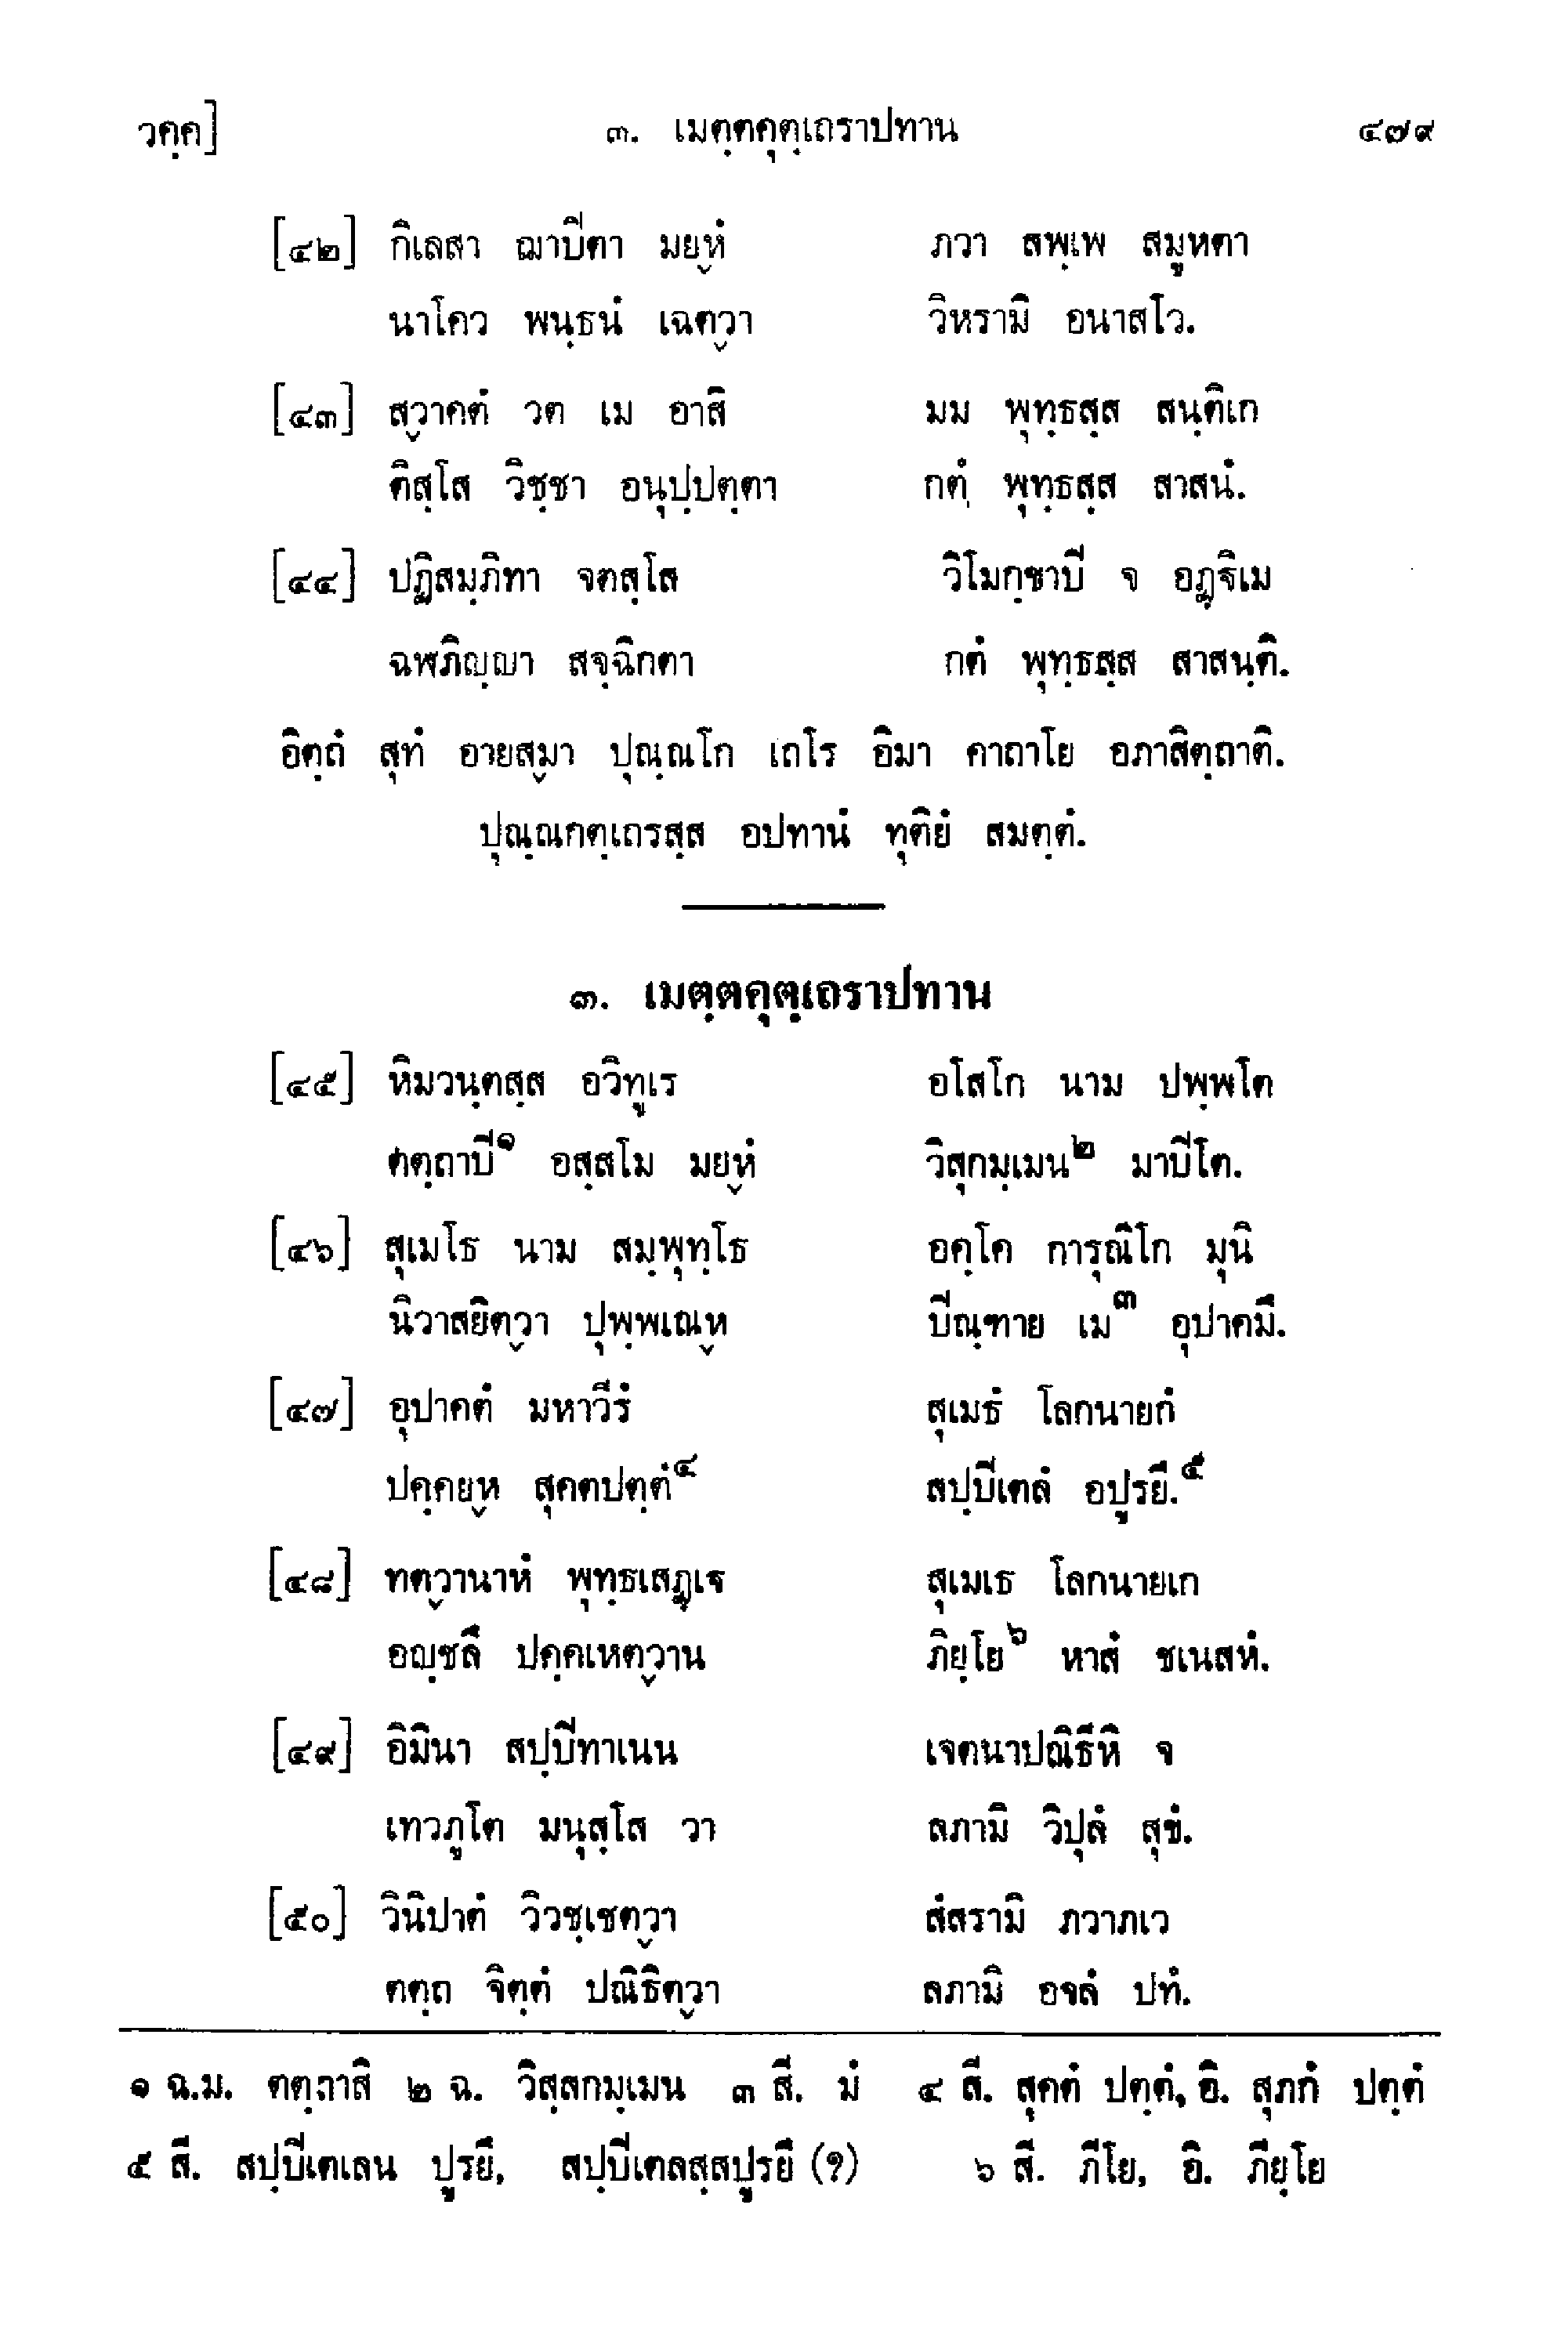 วคฺค] ๓. เมตฺตคุตฺเถราปทาน ๔๗๙
[๔๒] กิเลสา ฌาปิตา มยฺหํ ภวา สพฺเพ สมูหตา
นาโคว พนฺธนํ เฉตฺวา วิหรามิ อนาสโว.
[๔๓] สฺวาคตํ วต เม อาสิ มม พุทฺธสฺส สนฺติเก
ติสฺโส วิชฺชา อนุปฺปตฺตา กตํ พุทฺธสฺส สาสนํ.
[๔๔] ปฏิสมฺภิทา จตสฺโส วิโมกฺขาปิ จ อฏฺฐิเม
ฉฬภิญฺญา สจฺฉิกตา กตํ พุทฺธสฺส สาสนฺติ.
อิตฺถํ สุทํ อายสฺมา ปุณฺณโก เถโร อิมา คาถาโย อภาสิตฺถาติ.
ปุณฺณกตฺเถรสฺส อปทานํ ทุติยํ สมตฺตํ.
๓. เมตฺตคุตฺเถราปทาน
[๔๕] หิมวนฺตสฺส อวิทูเร อโสโก นาม ปพฺพโต
ตตฺถาปิ๑ อสฺสโม มยฺหํ วิสุกมฺเมน๒ มาปิโต.
[๔๖] สุเมโธ นาม สมฺพุทฺโธ อคฺโค การุณิโก มุนิ
นิวาสยิตฺวา ปุพฺพเณฺห ปิณฺฑาย เม๓ อุปาคมิ.
[๔๗] อุปาคตํ มหาวีรํ สุเมธํ โลกนายกํ
ปคฺคยฺห สุคตปตฺตํ๔ สปฺปิเตลํ อปูรยึ.๕
[๔๘] ทตฺวานาหํ พุทฺธเสฏฺเฐ สุเมเธ โลกนายเก
อญฺชลึ ปคฺคเหตฺวาน ภิยฺโย๖ หาสํ ชเนสหํ.
[๔๙] อิมินา สปฺปิทาเนน เจตนาปณิธีหิ จ
เทวภูโต มนุสฺโส วา ลภามิ วิปุลํ สุขํ.
[๕๐] วินิปาตํ วิวชฺเชตฺวา สํสรามิ ภวาภเว
ตตฺถ จิตฺตํ ปณิธิตฺวา ลภามิ อจลํ ปทํ.
๑ ฉ.ม. ตตฺถาสิ ๒ ฉ. วิสฺสกมฺเมน ๓ สี. มํ ๔ สี. สุคตํ ปตฺตํ, อิ. สุภกํ ปตฺตํ
๕ สี. สปฺปิเตเลน ปูรยึ, สปฺปิเตลสฺสปูรยึ (?) ๖ สี. ภีโย, อิ. ภียฺโย